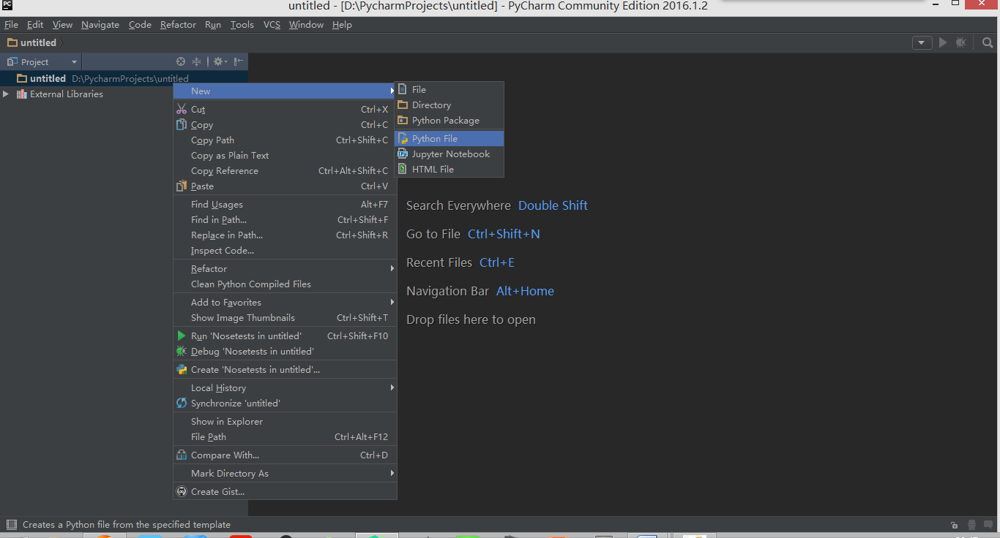 PC
untitled - [D:\PycharmProjects\untitled] - PyCharm Community Edition 2016.1.2
File Edit View Navigate Code Refactor Run Tools VCS Window Help
untitled
Project
untitled D:\PycharmProjects\untitled
External Libraries
New
Cut Ctrl+X
Copy Ctrl+C
Copy Path Ctrl+Shift+C
Copy as Plain Text
Copy Reference Ctrl+Alt+Shift+C
Paste Ctrl+V
Find Usages Alt+F7
Find in Path... Ctrl+Shift+F
Replace in Path... Ctrl+Shift+R
Inspect Code...
Refactor
Clean Python Compiled Files
Add to Favorites
Show Image Thumbnails Ctrl+Shift+T
Run 'Nosetests in untitled' Ctrl+Shift+F10
Debug 'Nosetests in untitled'
Create 'Nosetests in untitled'...
Local History
Synchronize 'untitled'
Show in Explorer
File Path Ctrl+Alt+F12
Compare With... Ctrl+D
Mark Directory As
Create Gist...
File
Directory
Python Package
Python File
Jupyter Notebook
HTML File
Search Everywhere Double Shift
Go to File Ctrl+Shift+N
Recent Files Ctrl+E
Navigation Bar Alt+Home
Drop files here to open
Creates a Python file from the specified template